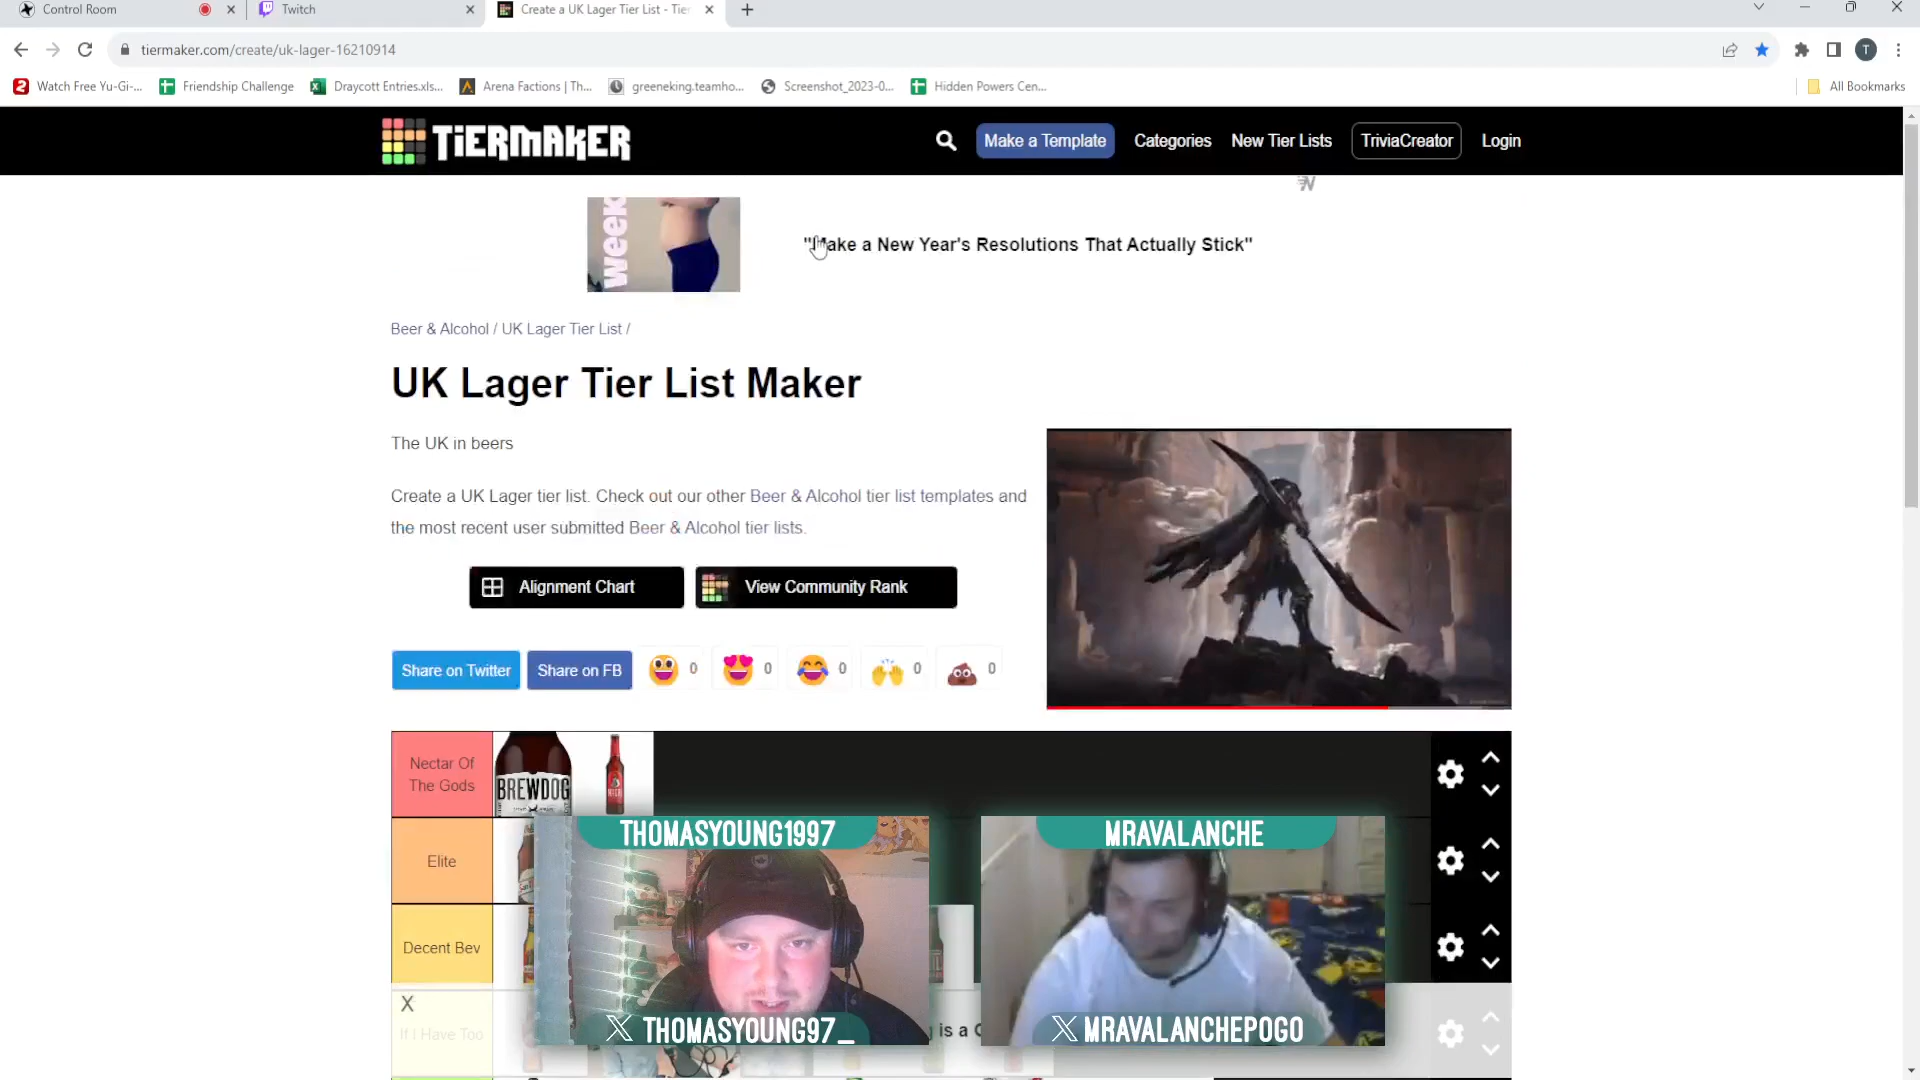 Control Room
Twitch
Create a UK Lager Tier List - Tier
tiermaker.com/create/uk-lager-16210914
T
Watch Free Yu-Gi-...
Friendship Challenge
Draycott Entries.xls...
Arena Factions | Th...
greeneking.teamho...
Screenshot_2023-0...
Hidden Powers Cen...
All Bookmarks
TIERMAKER
Make a Template
Categories
New Tier Lists
TriviaCreator
Login
WEEK
"Make a New Year's Resolutions That Actually Stick"
Beer & Alcohol / UK Lager Tier List /
UK Lager Tier List Maker
The UK in beers
Create a UK Lager tier list. Check out our other Beer & Alcohol tier list templates and
the most recent user submitted Beer & Alcohol tier lists.
Alignment Chart
View Community Rank
Share on Twitter
Share on FB
0
0
0
0
0
Nectar Of
The Gods
BREWDOG
Elite
Decent Bev
X
If I Have Too
THOMASYOUNG1997
X THOMASYOUNG97_
is a
MRAVALANCHE
X MRAVALANCHEPOGO